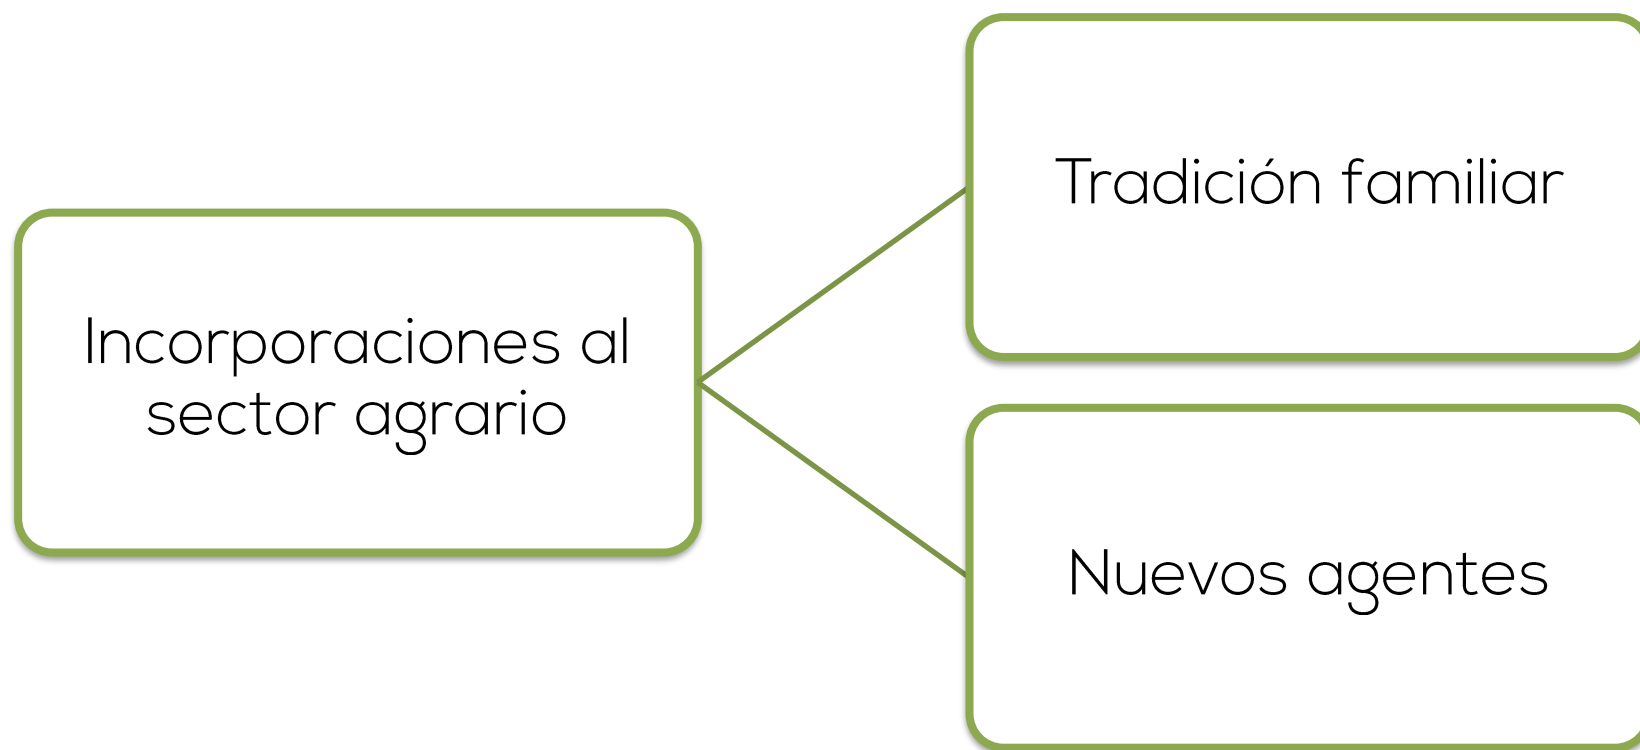 Incorporaciones al
sector agrario
Tradición familiar
Nuevos agentes